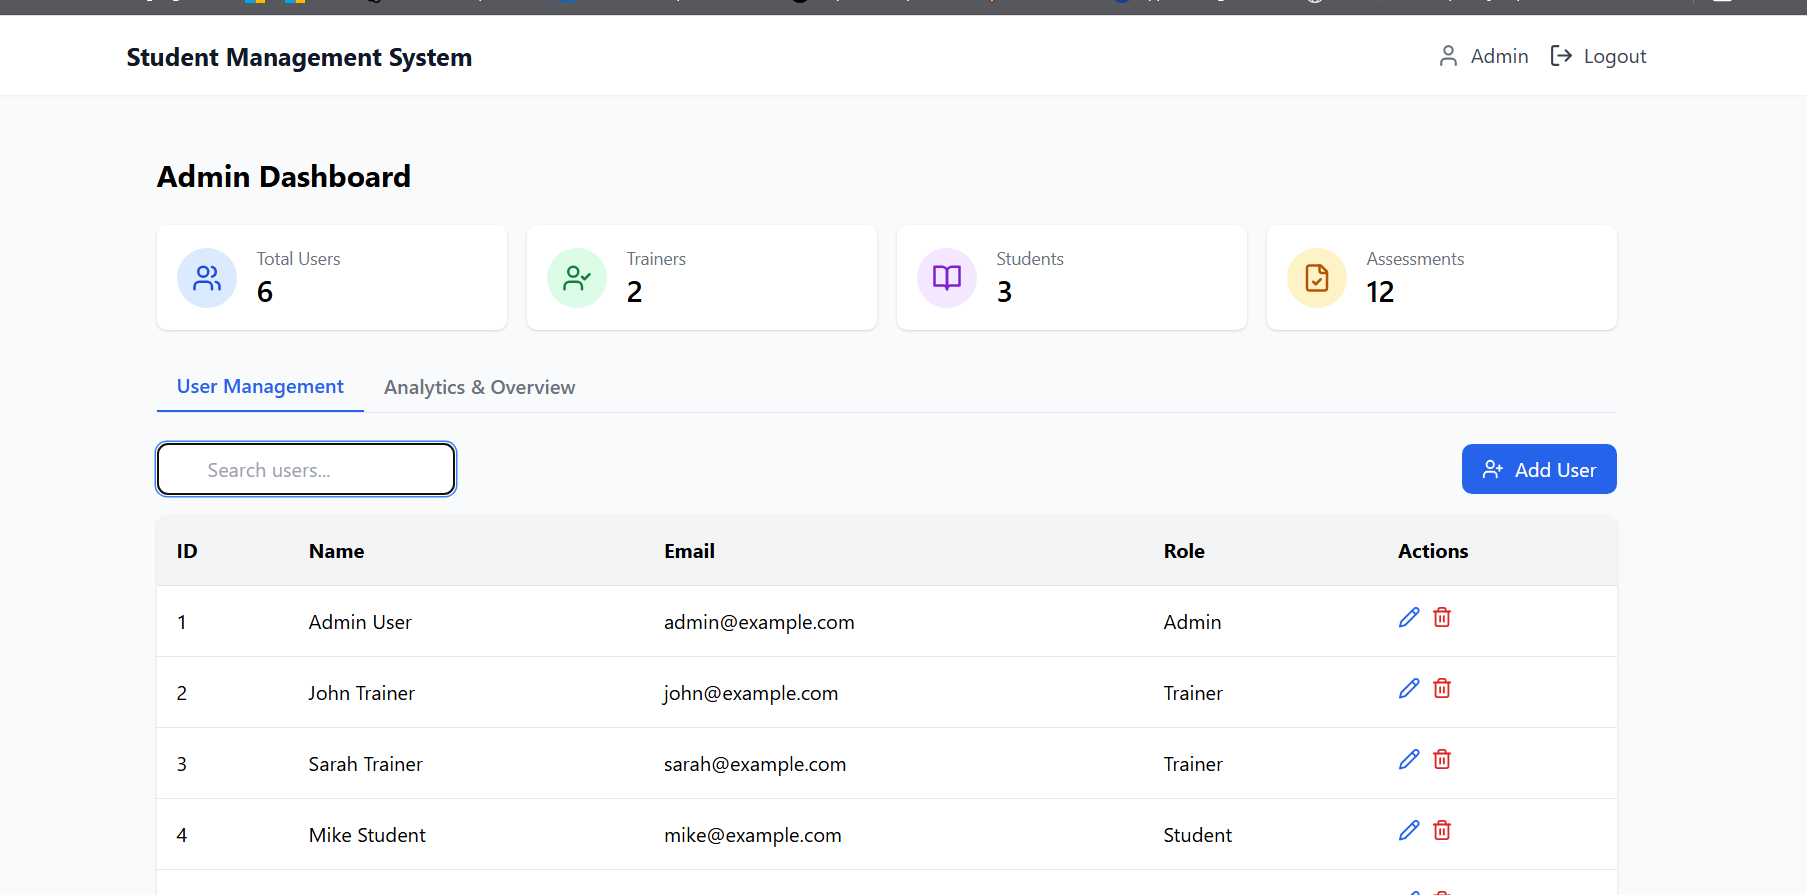 Student Management System
Admin Logout
Admin Dashboard
Total Users
6
Trainers
2
Students
3
Assessments
12
User Management Analytics & Overview
Search users...
Add User
ID Name Email Role Actions
1 Admin User admin@example.com Admin
2 John Trainer john@example.com Trainer
3 Sarah Trainer sarah@example.com Trainer
4 Mike Student mike@example.com Student